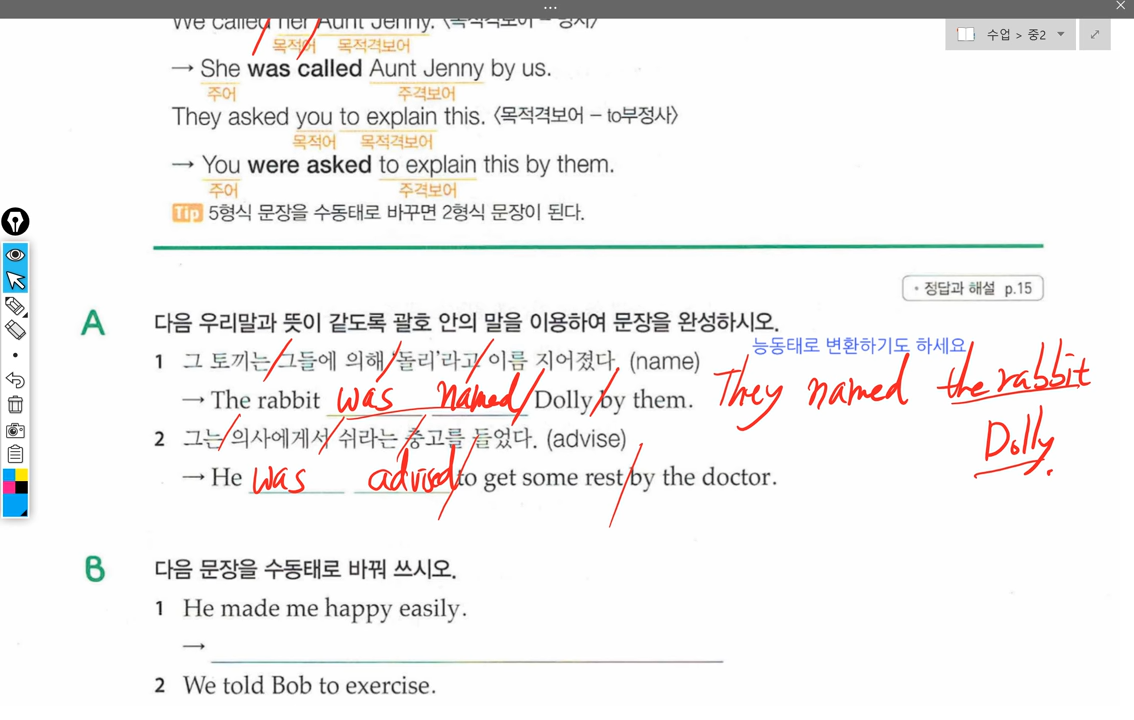 We called her Aunt Jenny. 〈목적격보어 – 명사〉
목적어 목적격보어
→ She was called Aunt Jenny by us.
주어 주격보어
They asked you to explain this. 〈목적격보어 – to부정사〉
목적어 목적격보어
→ You were asked to explain this by them.
주어 주격보어
Tip 5형식 문장을 수동태로 바꾸면 2형식 문장이 된다.
수업 > 중2
• 정답과 해설 p.15
A 다음 우리말과 뜻이 같도록 괄호 안의 말을 이용하여 문장을 완성하시오.
능동태로 변환하기도 하세요
1 그 토끼는 그들에 의해 '돌리'라고 이름 지어졌다. (name)
→ The rabbit was named Dolly by them.
They named the rabbit
Dolly.
2 그는 의사에게서 쉬라는 충고를 들었다. (advise)
→ He was advised to get some rest by the doctor.
B 다음 문장을 수동태로 바꿔 쓰시오.
1 He made me happy easily.
→
2 We told Bob to exercise.